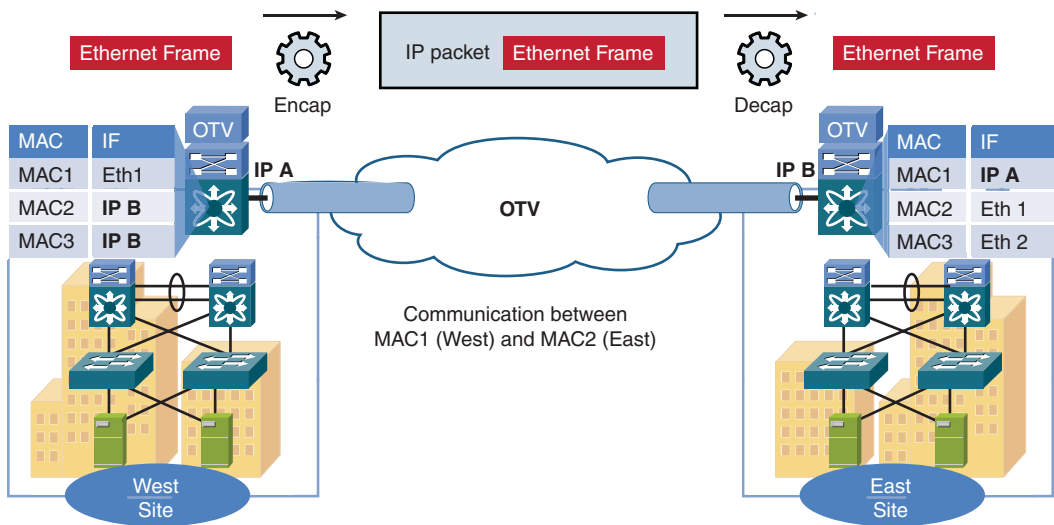 Ethernet Frame
Encap
IP packet Ethernet Frame
Decap
Ethernet Frame
OTV
OTV
MAC IF
MAC1 Eth1
MAC2 IP B
MAC3 IP B
IP A
OTV
IP B
MAC IF
MAC1 IP A
MAC2 Eth 1
MAC3 Eth 2
Communication between
MAC1 (West) and MAC2 (East)
West
Site
East
Site